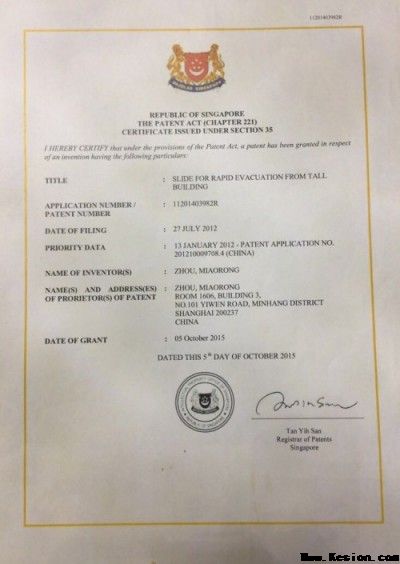 11201403982R
REPUBLIC OF SINGAPORE
THE PATENT ACT (CHAPTER 221)
CERTIFICATE ISSUED UNDER SECTION 35
I HEREBY CERTIFY that under the provisions of the Patent Act, a patent has been granted in respect
of an invention having the following particulars:
TITLE : SLIDE FOR RAPID EVACUATION FROM TALL
BUILDING
APPLICATION NUMBER / : 11201403982R
PATENT NUMBER
DATE OF FILING : 27 JULY 2012
PRIORITY DATA : 13 JANUARY 2012 - PATENT APPLICATION NO.
201210009708.4 (CHINA)
NAME OF INVENTOR(S) : ZHOU, MIAORONG
NAME(S) AND ADDRESS(ES) : ZHOU, MIAORONG
OF PRORIETOR(S) OF PATENT ROOM 1606, BUILDING 3,
NO.101 YIWEN ROAD, MINHANG DISTRICT
SHANGHAI 200237
CHINA
DATE OF GRANT : 05 October 2015
DATED THIS 5th DAY OF OCTOBER 2015
Tan Yih San
Registrar of Patents
Singapore
Www.Kesion.com